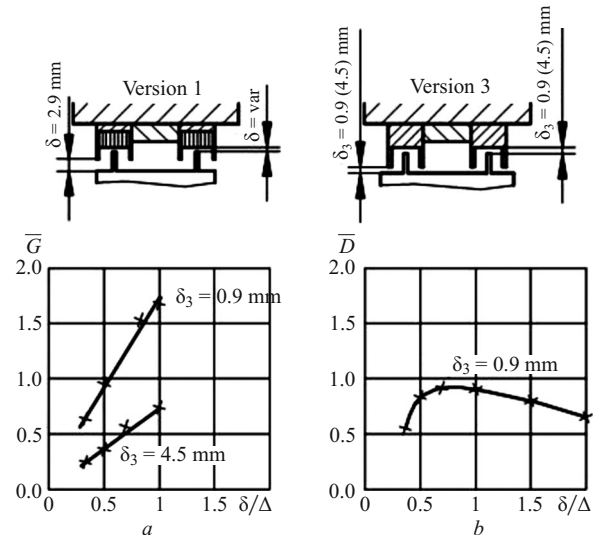 Version 1
δ = 2.9 mm
δ = var
Version 3
δ₃ = 0.9 (4.5) mm
δ₃ = 0.9 (4.5) mm
G̅
2.0
1.5
1.0
0.5
0.0
δ₃ = 0.9 mm
δ₃ = 4.5 mm
0 0.5 1 1.5 δ/Δ
a
D̅
2.0
1.5
1.0
0.5
0.0
δ₃ = 0.9 mm
0 0.5 1 1.5 δ/Δ
b